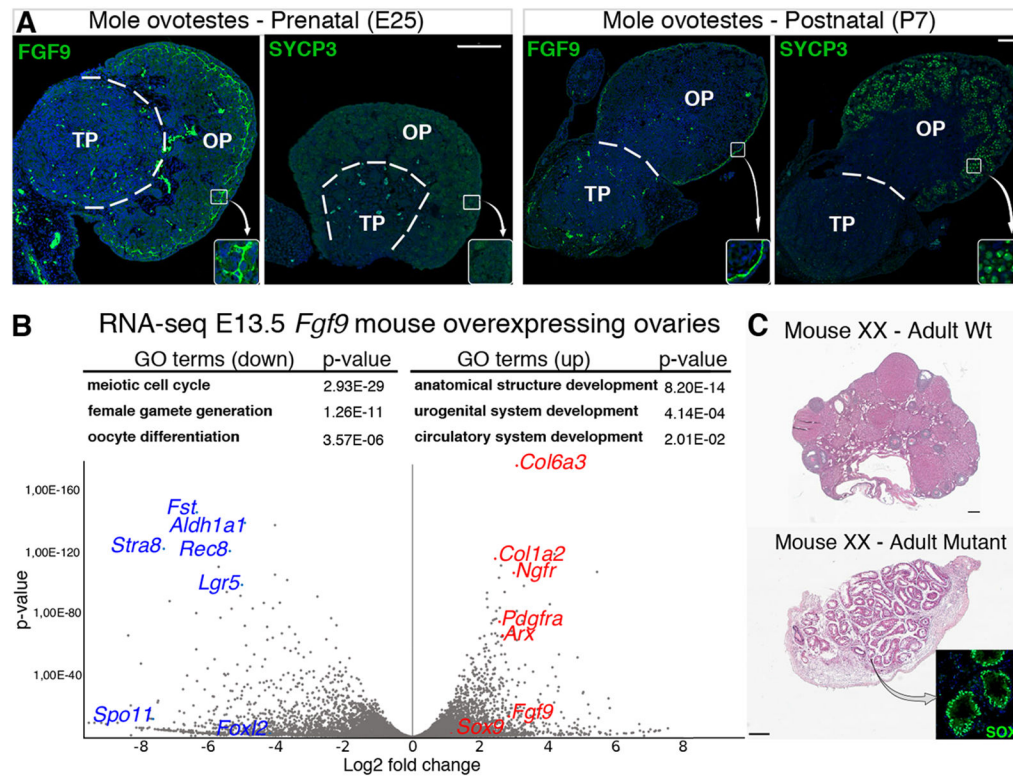 A
Mole ovotestes - Prenatal (E25)
Mole ovotestes - Postnatal (P7)
FGF9
SYCP3
FGF9
SYCP3
TP
OP
OP
TP
OP
TP
OP
TP
B
RNA-seq E13.5 Fgf9 mouse overexpressing ovaries
GO terms (down) p-value
meiotic cell cycle 2.93E-29
female gamete generation 1.26E-11
oocyte differentiation 3.57E-06
GO terms (up) p-value
anatomical structure development 8.20E-14
urogenital system development 4.14E-04
circulatory system development 2.01E-02
p-value
1,00E-160
1,00E-120
1,00E-80
1,00E-40
Fst
Aldh1a1
Stra8
Rec8
Lgr5
Spo11
Foxl2
Col6a3
Col1a2
Ngfr
Pdgfra
Arx
Fgf9
Sox9
-8 -6 -4 -2 0 2 4 6 8
Log2 fold change
C
Mouse XX - Adult Wt
Mouse XX - Adult Mutant
SOX